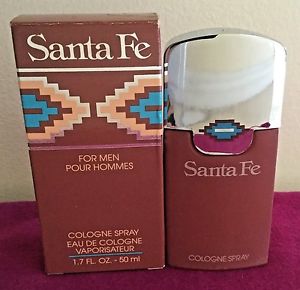 Santa Fe
FOR MEN
POUR HOMMES
COLOGNE SPRAY
EAU DE COLOGNE
VAPORISATEUR
1.7 FL. OZ. - 50 ml
Santa Fe
COLOGNE SPRAY